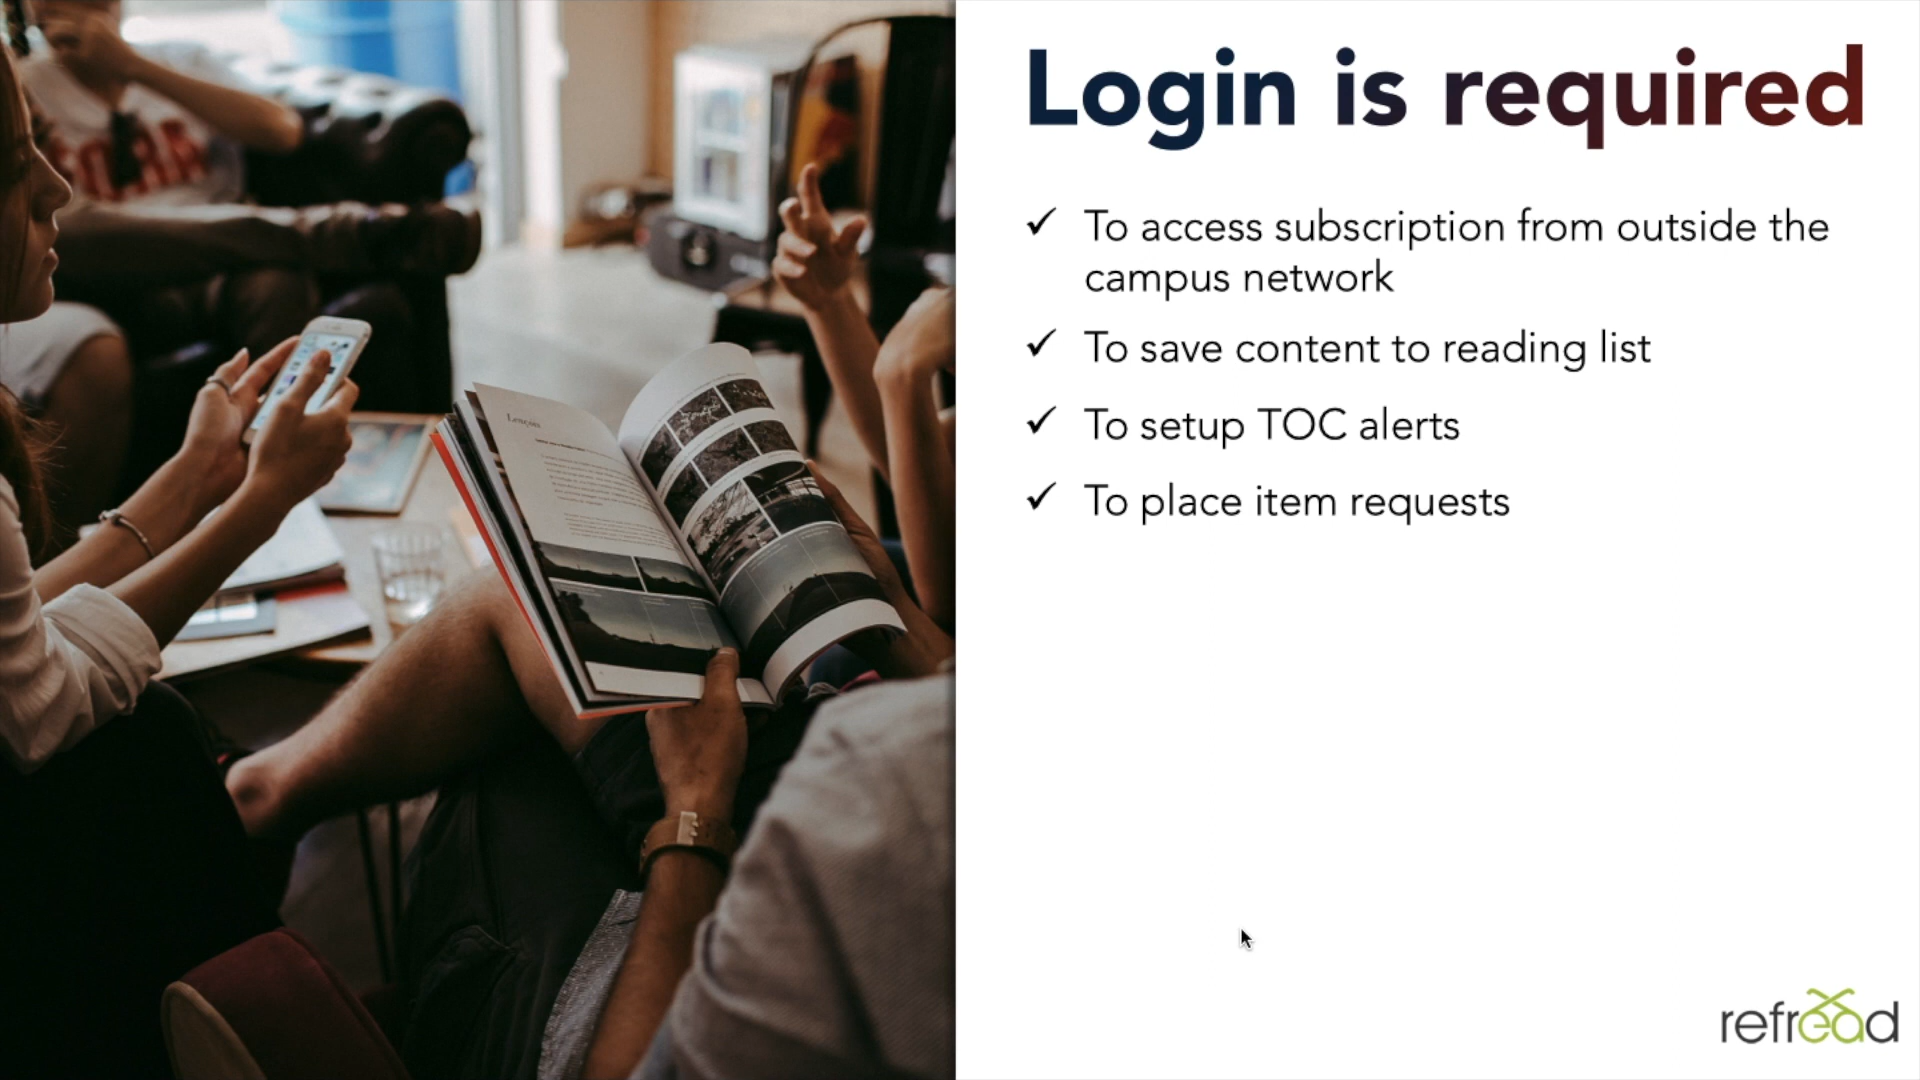 Login is required
✓ To access subscription from outside the
campus network
✓ To save content to reading list
✓ To setup TOC alerts
✓ To place item requests
refread